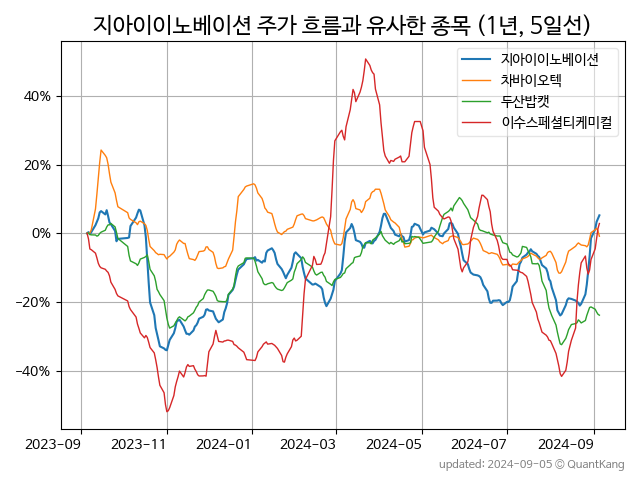 지아이이노베이션 주가 흐름과 유사한 종목 (1년, 5일선)
지아이이노베이션
차바이오텍
두산밥캣
이수스페셜티케미컬
40%
20%
0%
−20%
−40%
2023-09
2023-11
2024-01
2024-03
2024-05
2024-07
2024-09
updated: 2024-09-05 © QuantKang